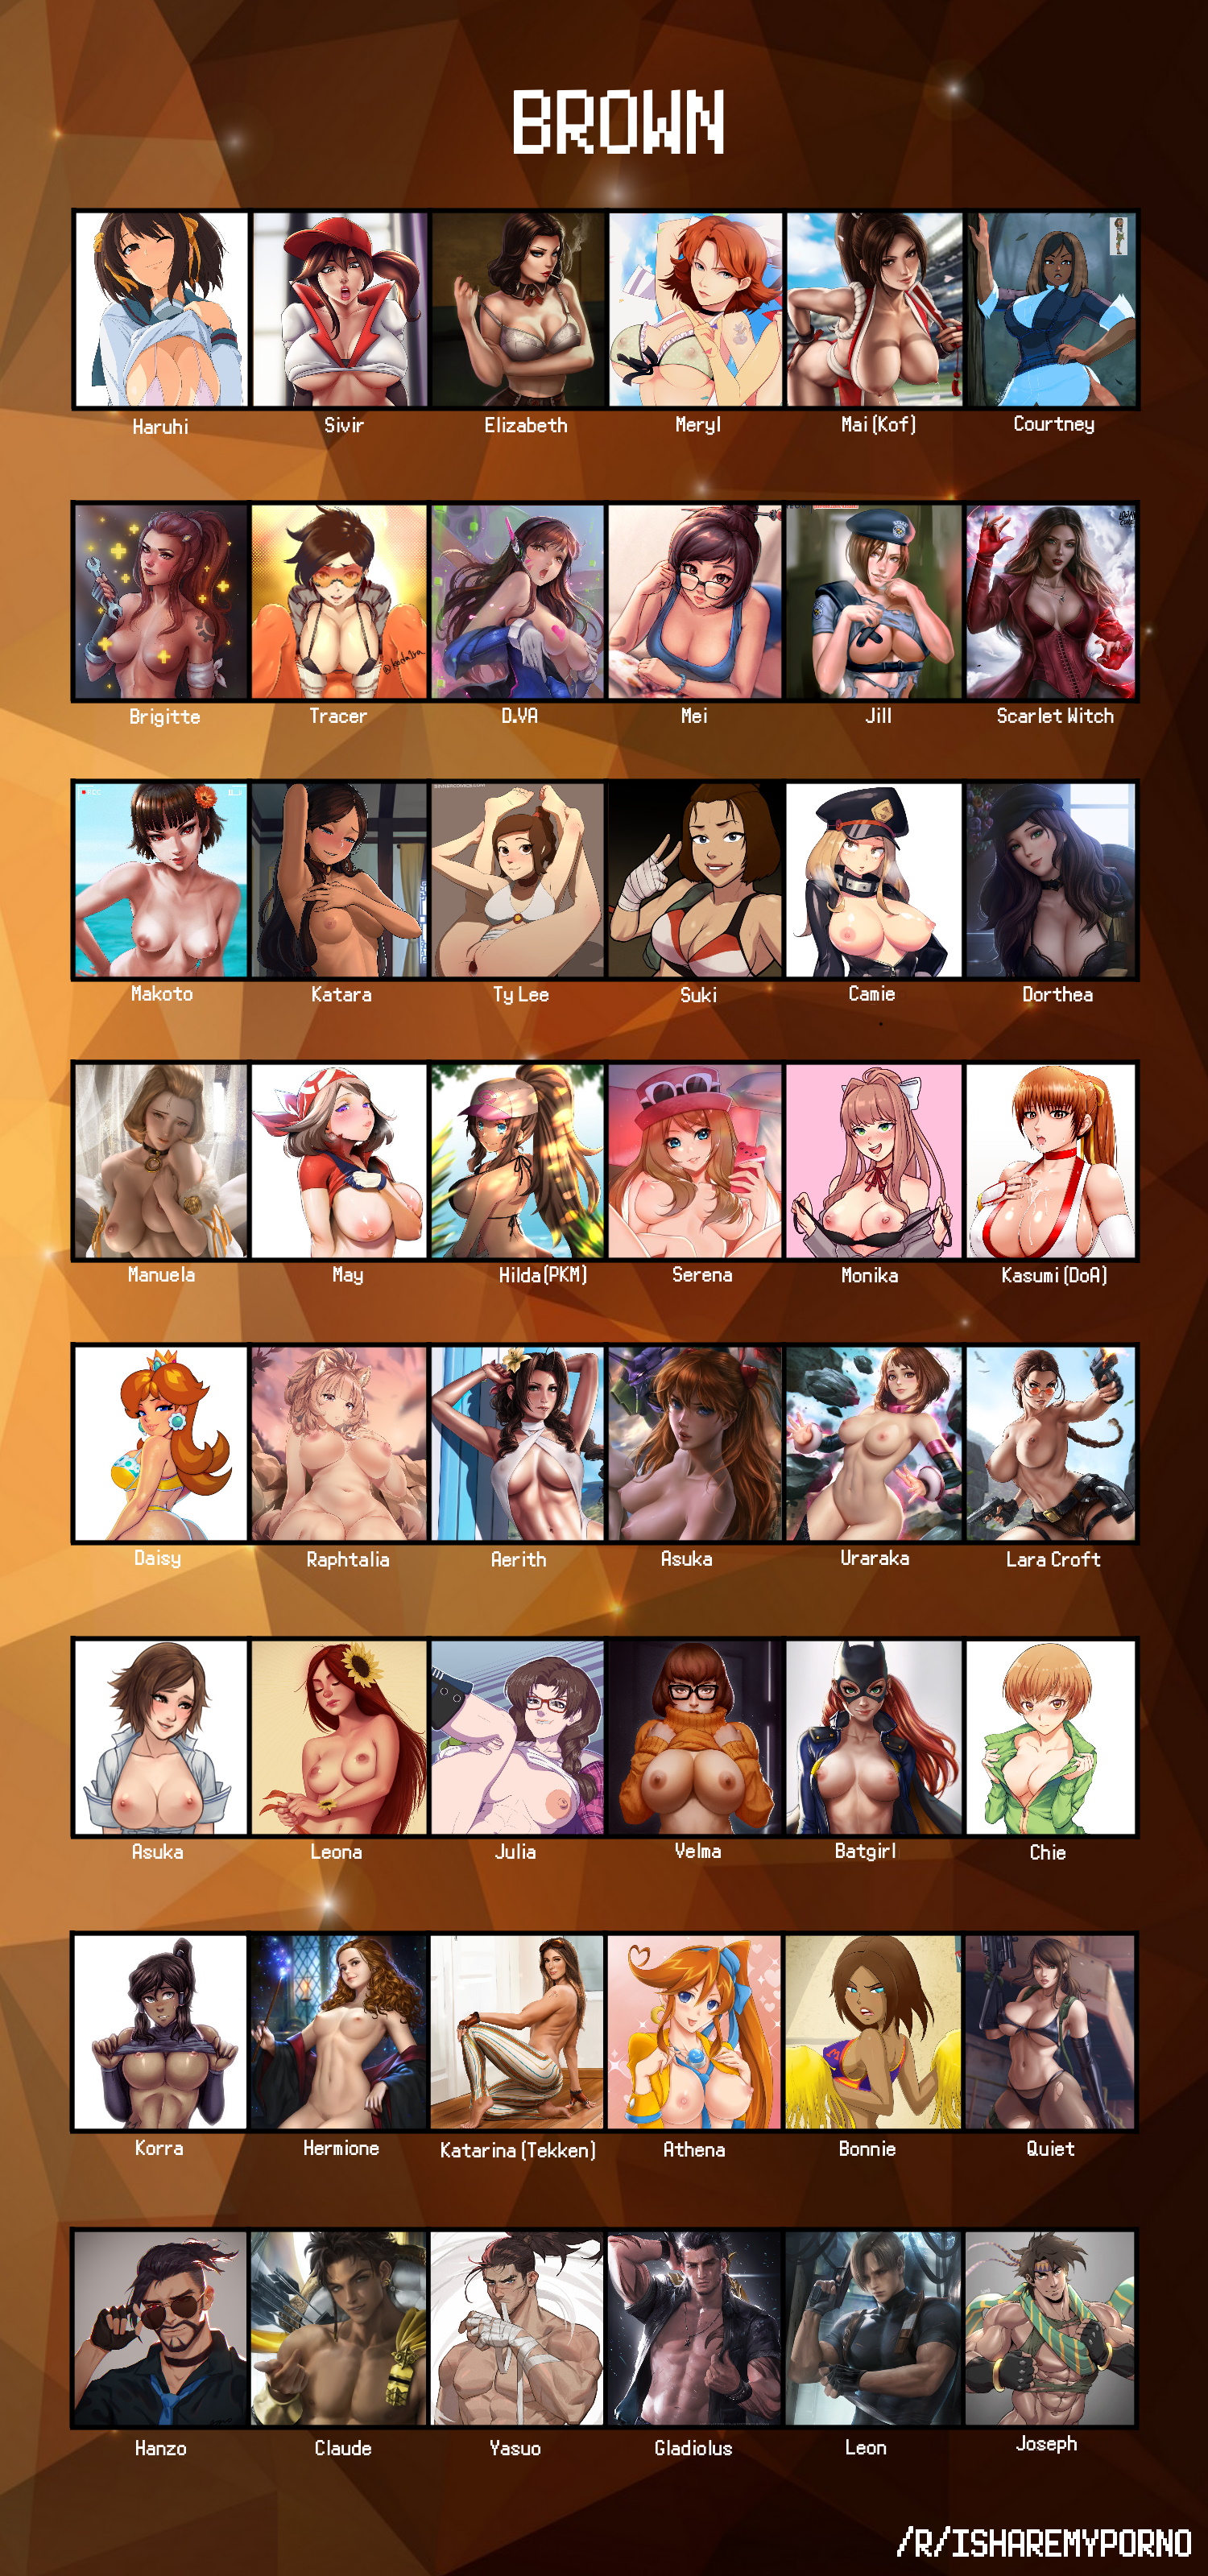 BROWN
Haruhi
Sivir
Elizabeth
Meryl
Mai (Kof)
Courtney
Brigitte
Tracer
D.VA
Mei
Jill
Scarlet Witch
Makoto
Katara
Ty Lee
Suki
Camie
Dorthea
Manuela
May
Hilda (PKM)
Serena
Monika
Kasumi (DoA)
Daisy
Raphtalia
Aerith
Asuka
Uraraka
Lara Croft
Asuka
Leona
Julia
Velma
Batgirl
Chie
Korra
Hermione
Katarina (Tekken)
Athena
Bonnie
Quiet
Hanzo
Claude
Yasuo
Gladiolus
Leon
Joseph
/R/ISHAREMYPORNO